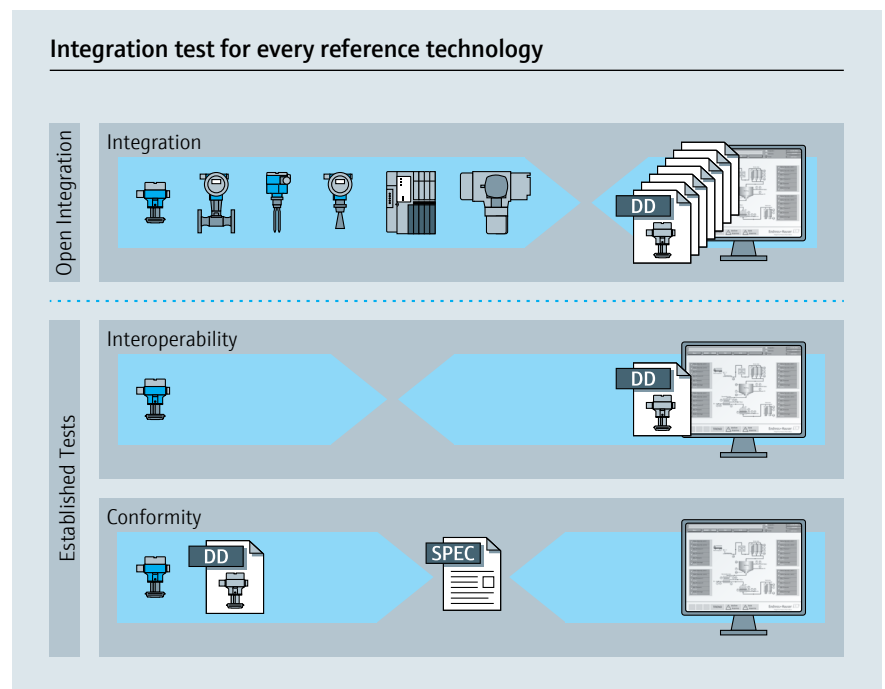 Integration test for every reference technology
Open Integration
Integration
DD
Established Tests
Interoperability
DD
Conformity
DD
SPEC